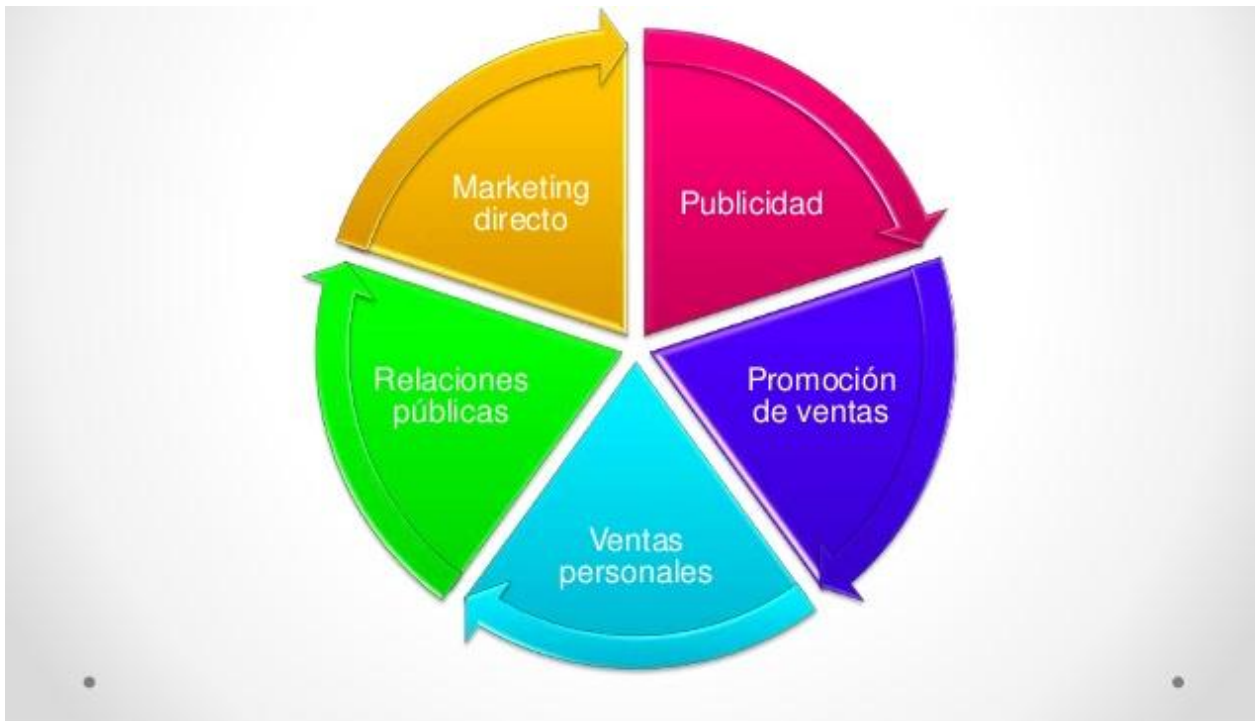 Marketing
directo
Publicidad
Relaciones
públicas
Promoción
de ventas
Ventas
personales